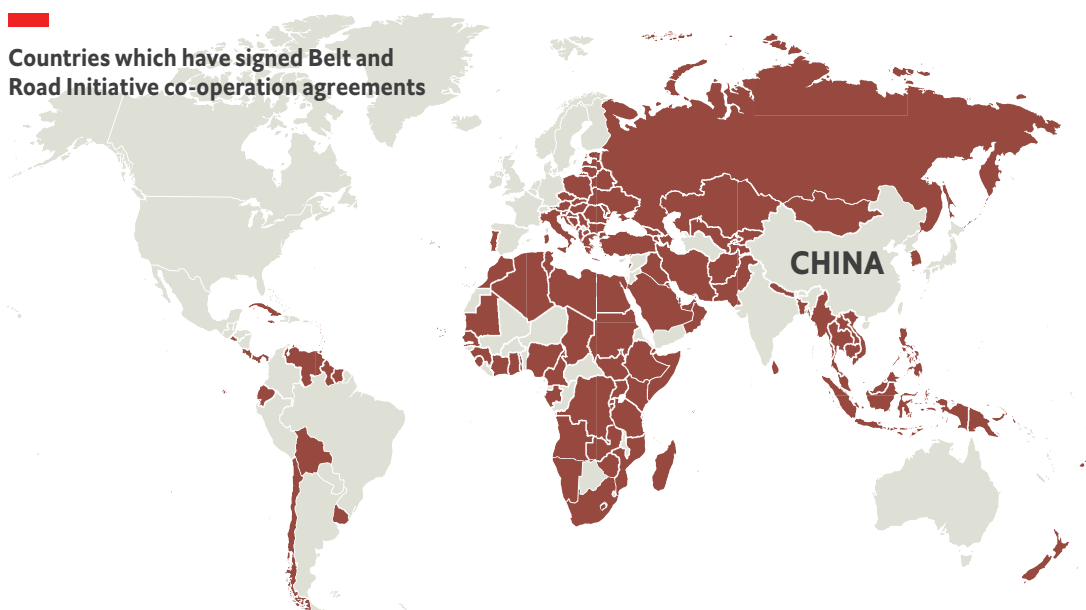 Countries which have signed Belt and
Road Initiative co-operation agreements
CHINA